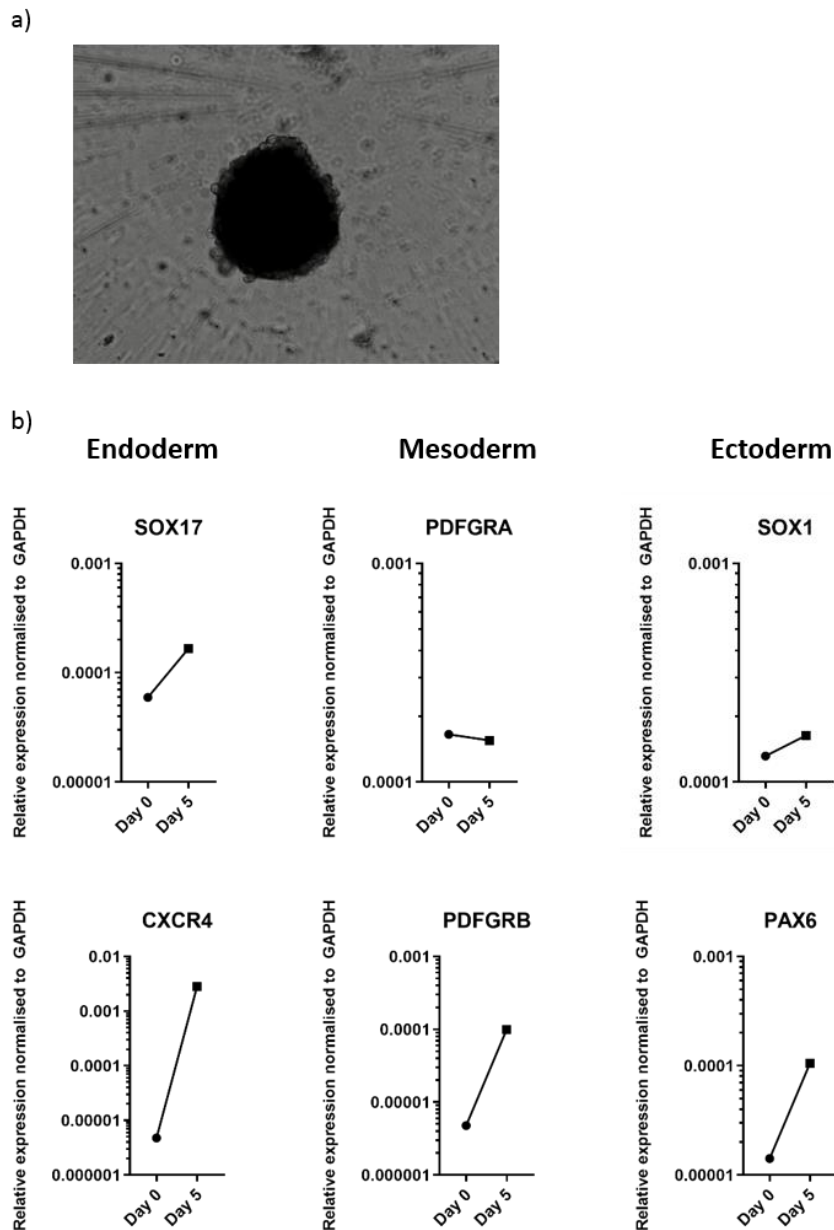 a)
b)
Endoderm
Mesoderm
Ectoderm
SOX17
Relative expression normalised to GAPDH
0.001
0.0001
0.00001
Day 0
Day 5
PDFGRA
Relative expression normalised to GAPDH
0.001
0.0001
Day 0
Day 5
SOX1
Relative expression normalised to GAPDH
0.001
0.0001
Day 0
Day 5
CXCR4
Relative expression normalised to GAPDH
0.01
0.001
0.0001
0.00001
0.000001
Day 0
Day 5
PDFGRB
Relative expression normalised to GAPDH
0.001
0.0001
0.00001
0.000001
Day 0
Day 5
PAX6
Relative expression normalised to GAPDH
0.001
0.0001
0.00001
Day 0
Day 5